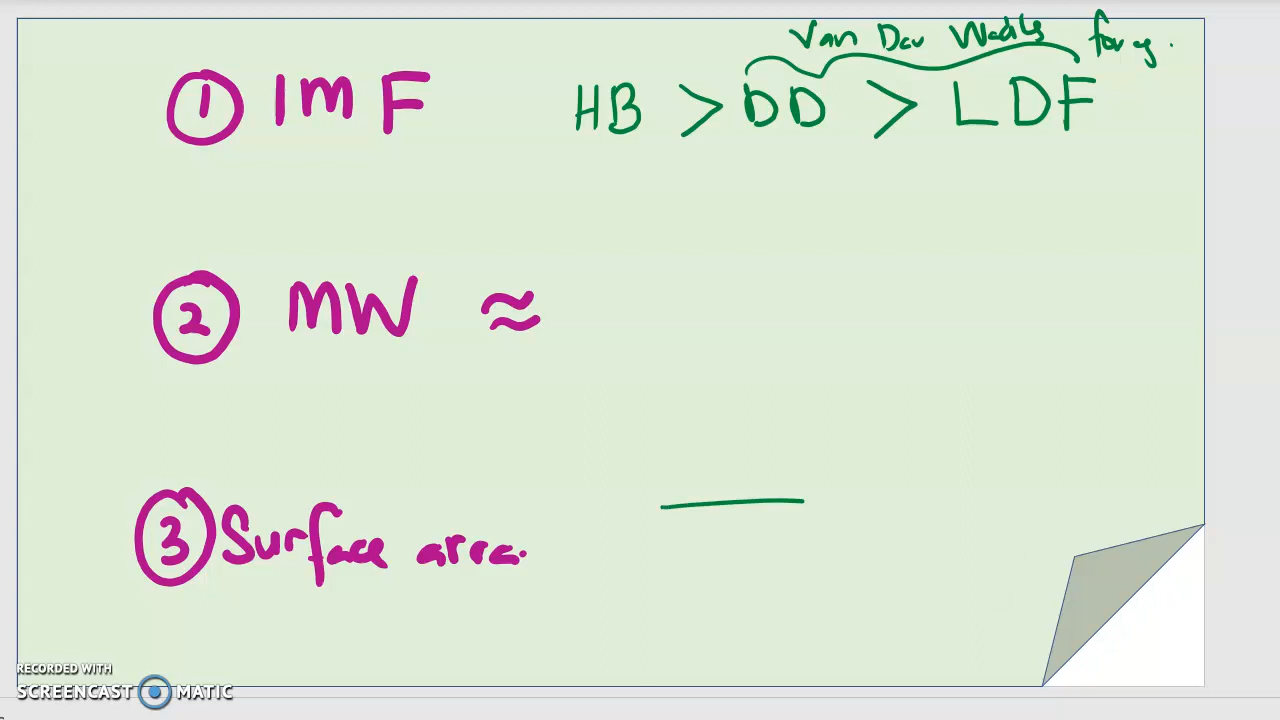 Van Der Waals forces.
① IMF HB > DD > LDF
② MW ≈
③ Surface area.
RECORDED WITH
SCREENCAST MATIC